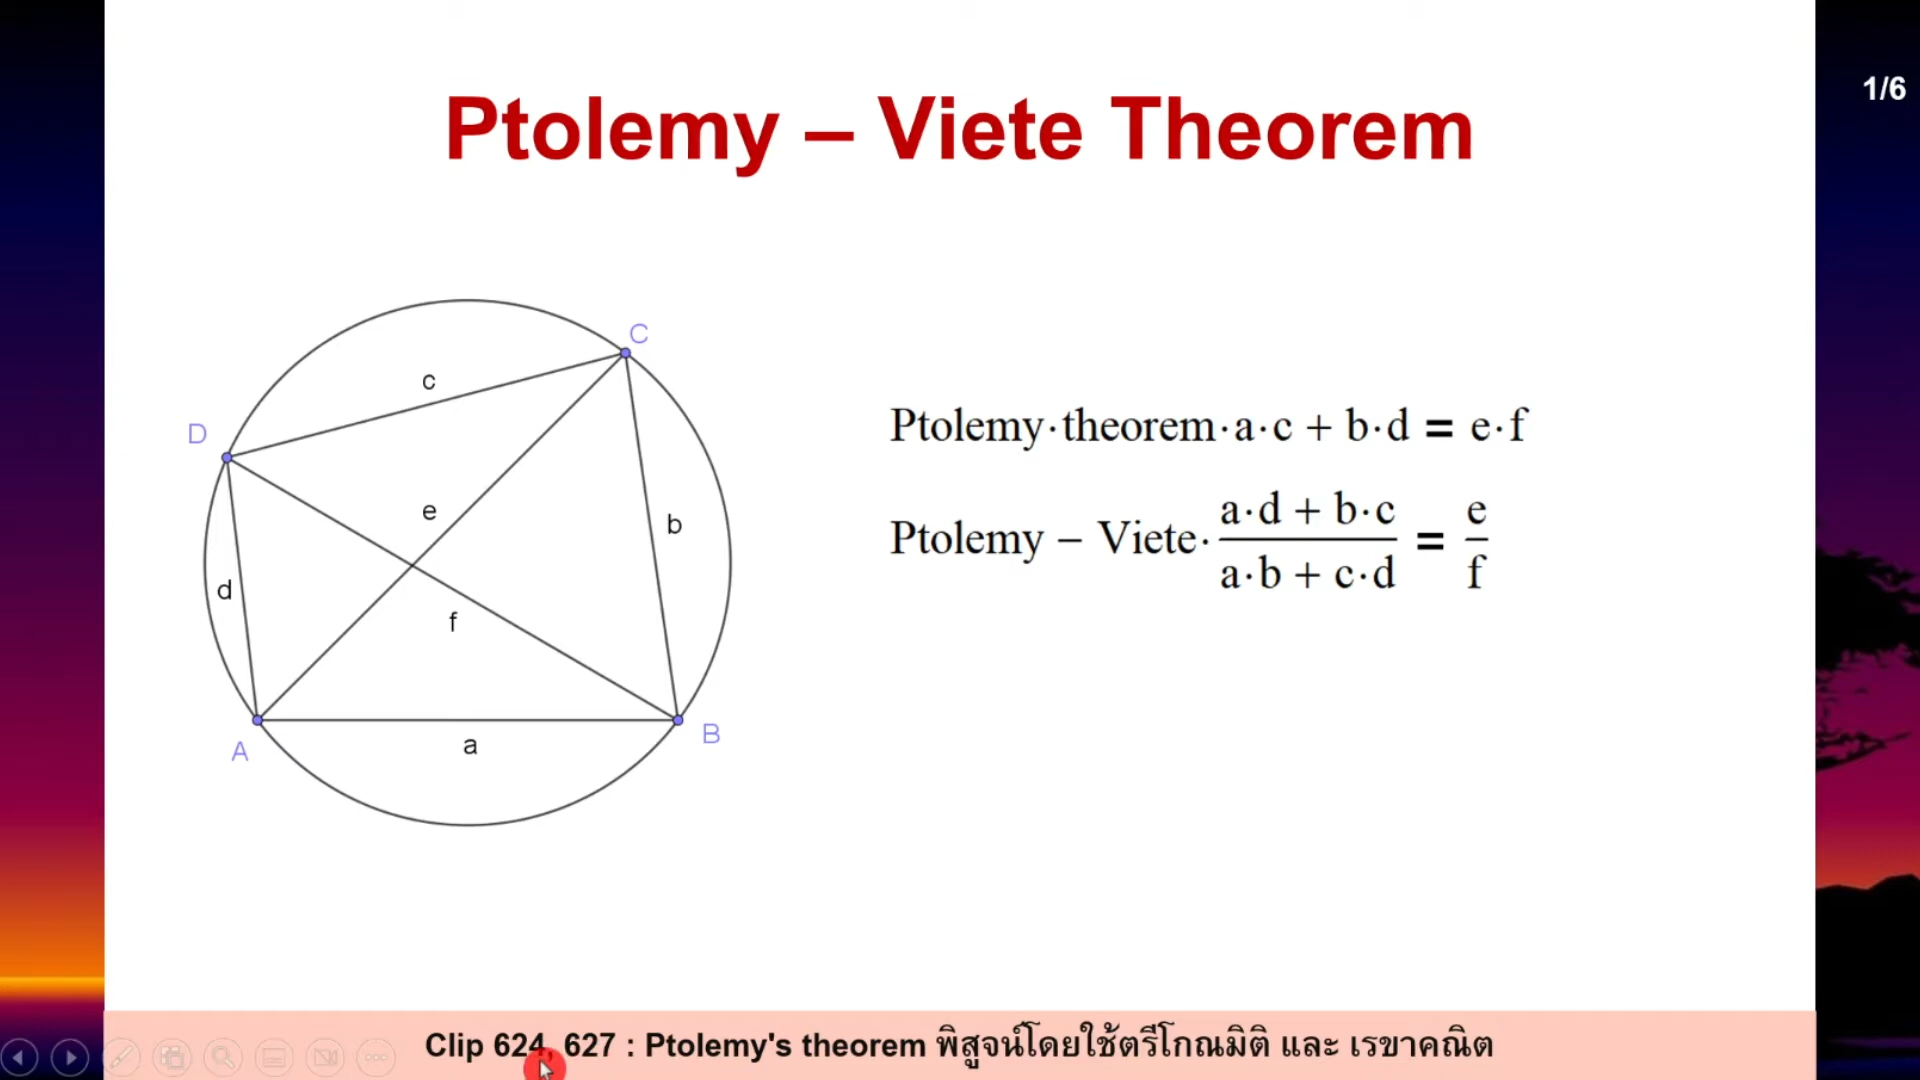 Ptolemy – Viete Theorem
1/6
C
c
D
e
b
d
f
A
a
B
Ptolemy·theorem·a·c + b·d = e·f
Ptolemy – Viete· (a·d + b·c)/(a·b + c·d) = e/f
Clip 624, 627 : Ptolemy's theorem พิสูจน์โดยใช้ตรีโกณมิติ และ เรขาคณิต